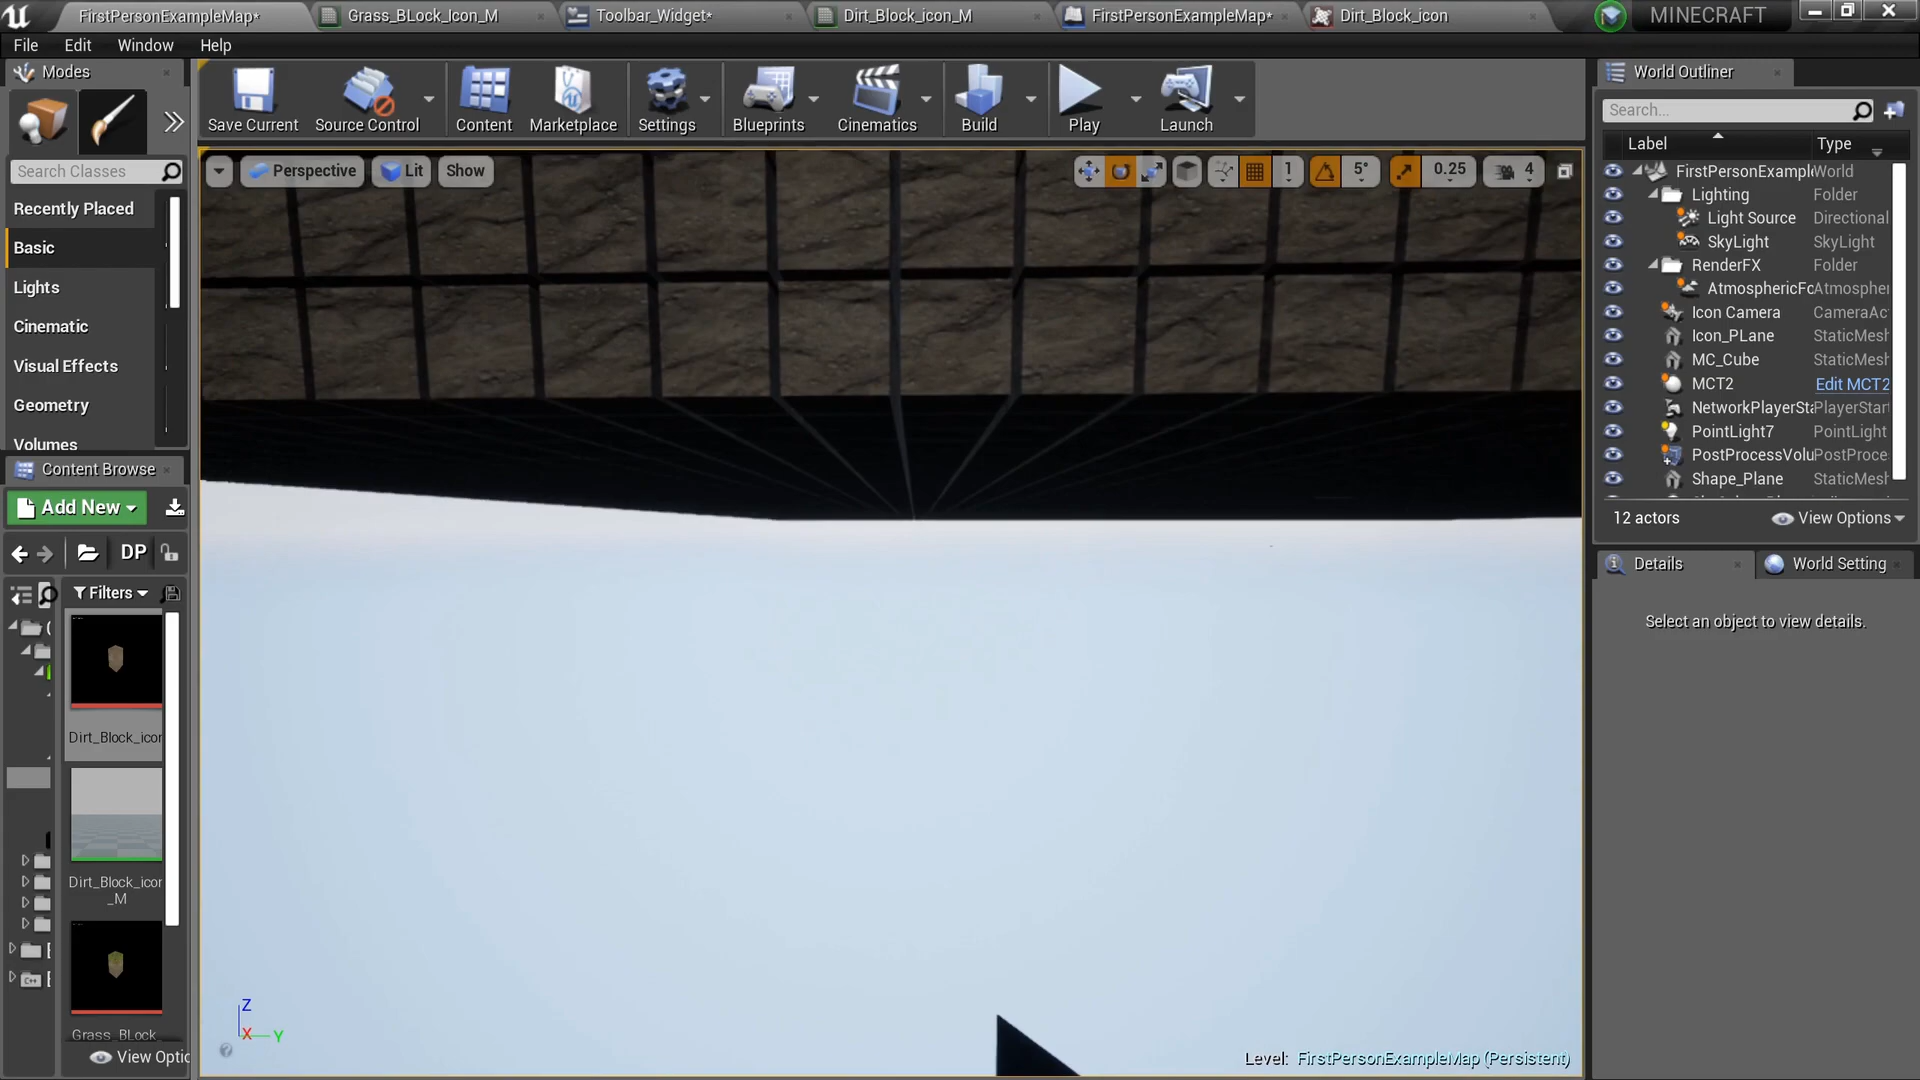 FirstPersonExampleMap*
Grass_BLock_Icon_M
Toolbar_Widget*
Dirt_Block_icon_M
FirstPersonExampleMap*
Dirt_Block_icon
MINECRAFT
File
Edit
Window
Help
Modes
Search Classes
Recently Placed
Basic
Lights
Cinematic
Visual Effects
Geometry
Volumes
Save Current
Source Control
Content
Marketplace
Settings
Blueprints
Cinematics
Build
Play
Launch
Perspective
Lit
Show
1
5°
0.25
4
World Outliner
Search...
Label
Type
FirstPersonExampl World
Lighting Folder
Light Source Directional
SkyLight SkyLight
RenderFX Folder
AtmosphericFc Atmospher
Icon Camera CameraAc
Icon_PLane StaticMesh
MC_Cube StaticMesh
MCT2 Edit MCT2
NetworkPlayerSta PlayerStart
PointLight7 PointLight
PostProcessVolu PostProce
Shape_Plane StaticMesh
12 actors
View Options
Details
World Setting
Select an object to view details.
Content Browse
Add New
DP
Filters
Dirt_Block_icon
Dirt_Block_icon
_M
Grass_BLock_
View Optic
Z
X
Y
Level: FirstPersonExampleMap (Persistent)